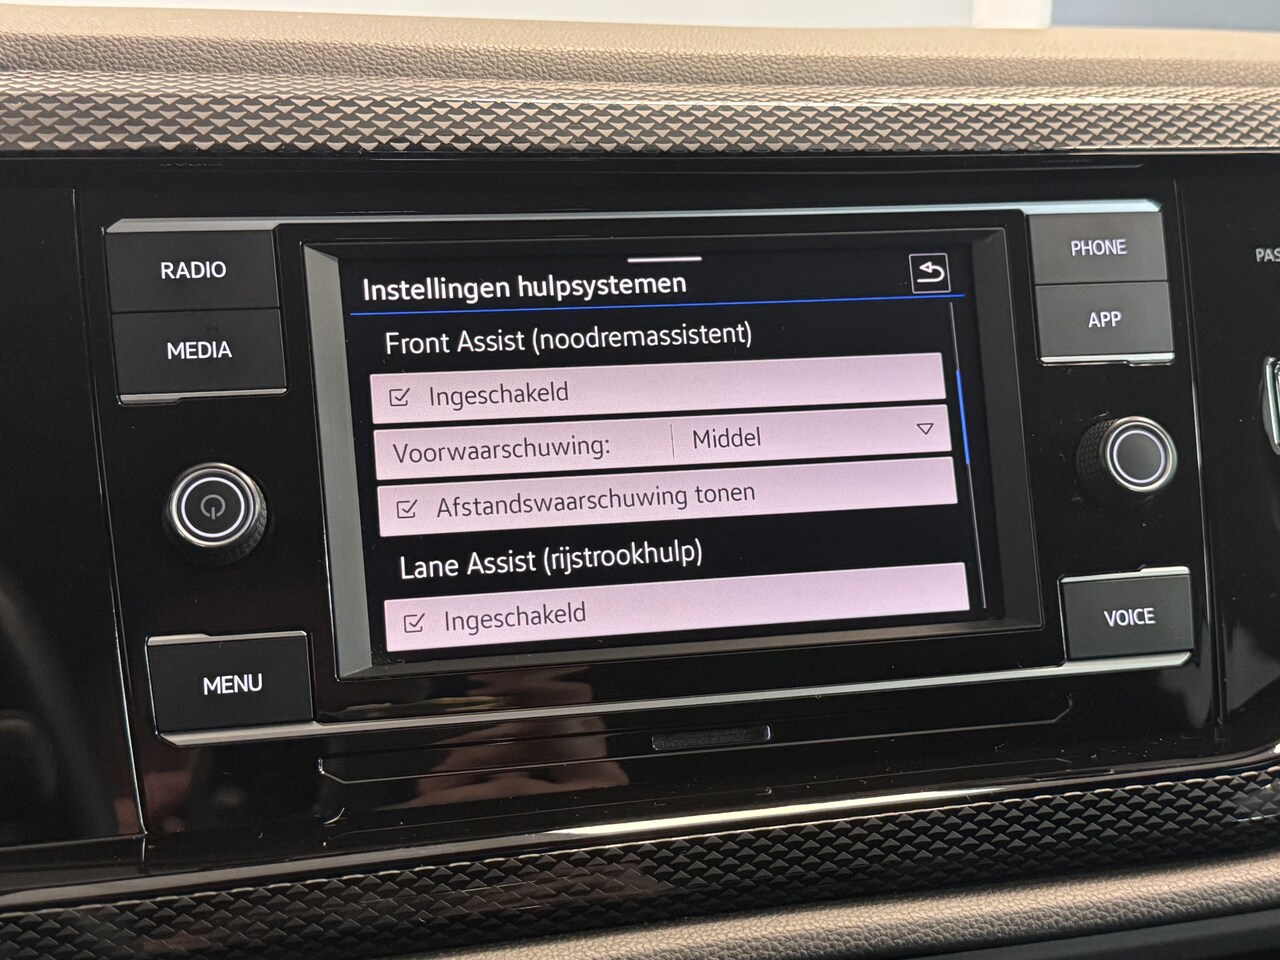 RADIO
MEDIA
MENU
Instellingen hulpsystemen
Front Assist (noodremassistent)
Ingeschakeld
Voorwaarschuwing: Middel
Afstandswaarschuwing tonen
Lane Assist (rijstrookhulp)
Ingeschakeld
PHONE
APP
VOICE
PAS